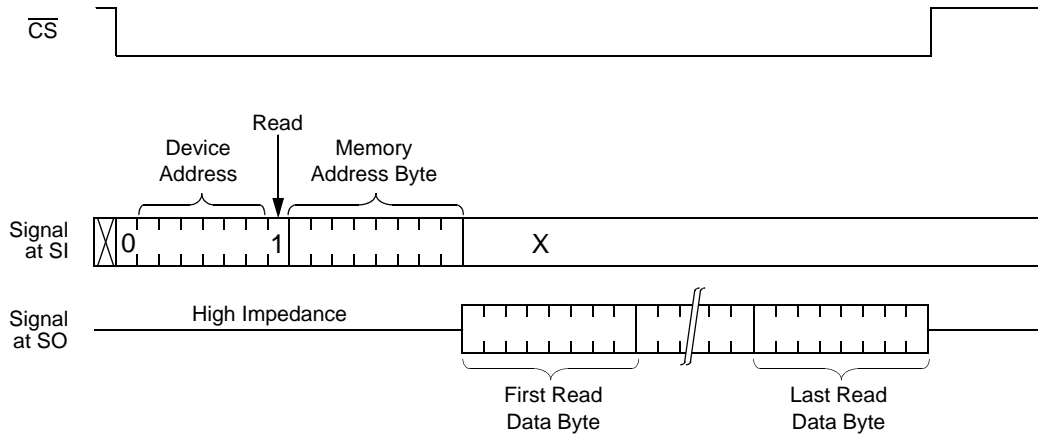 CS
Read
Device
Address
Memory
Address Byte
Signal
at SI
0
1
X
Signal
at SO
High Impedance
First Read
Data Byte
Last Read
Data Byte